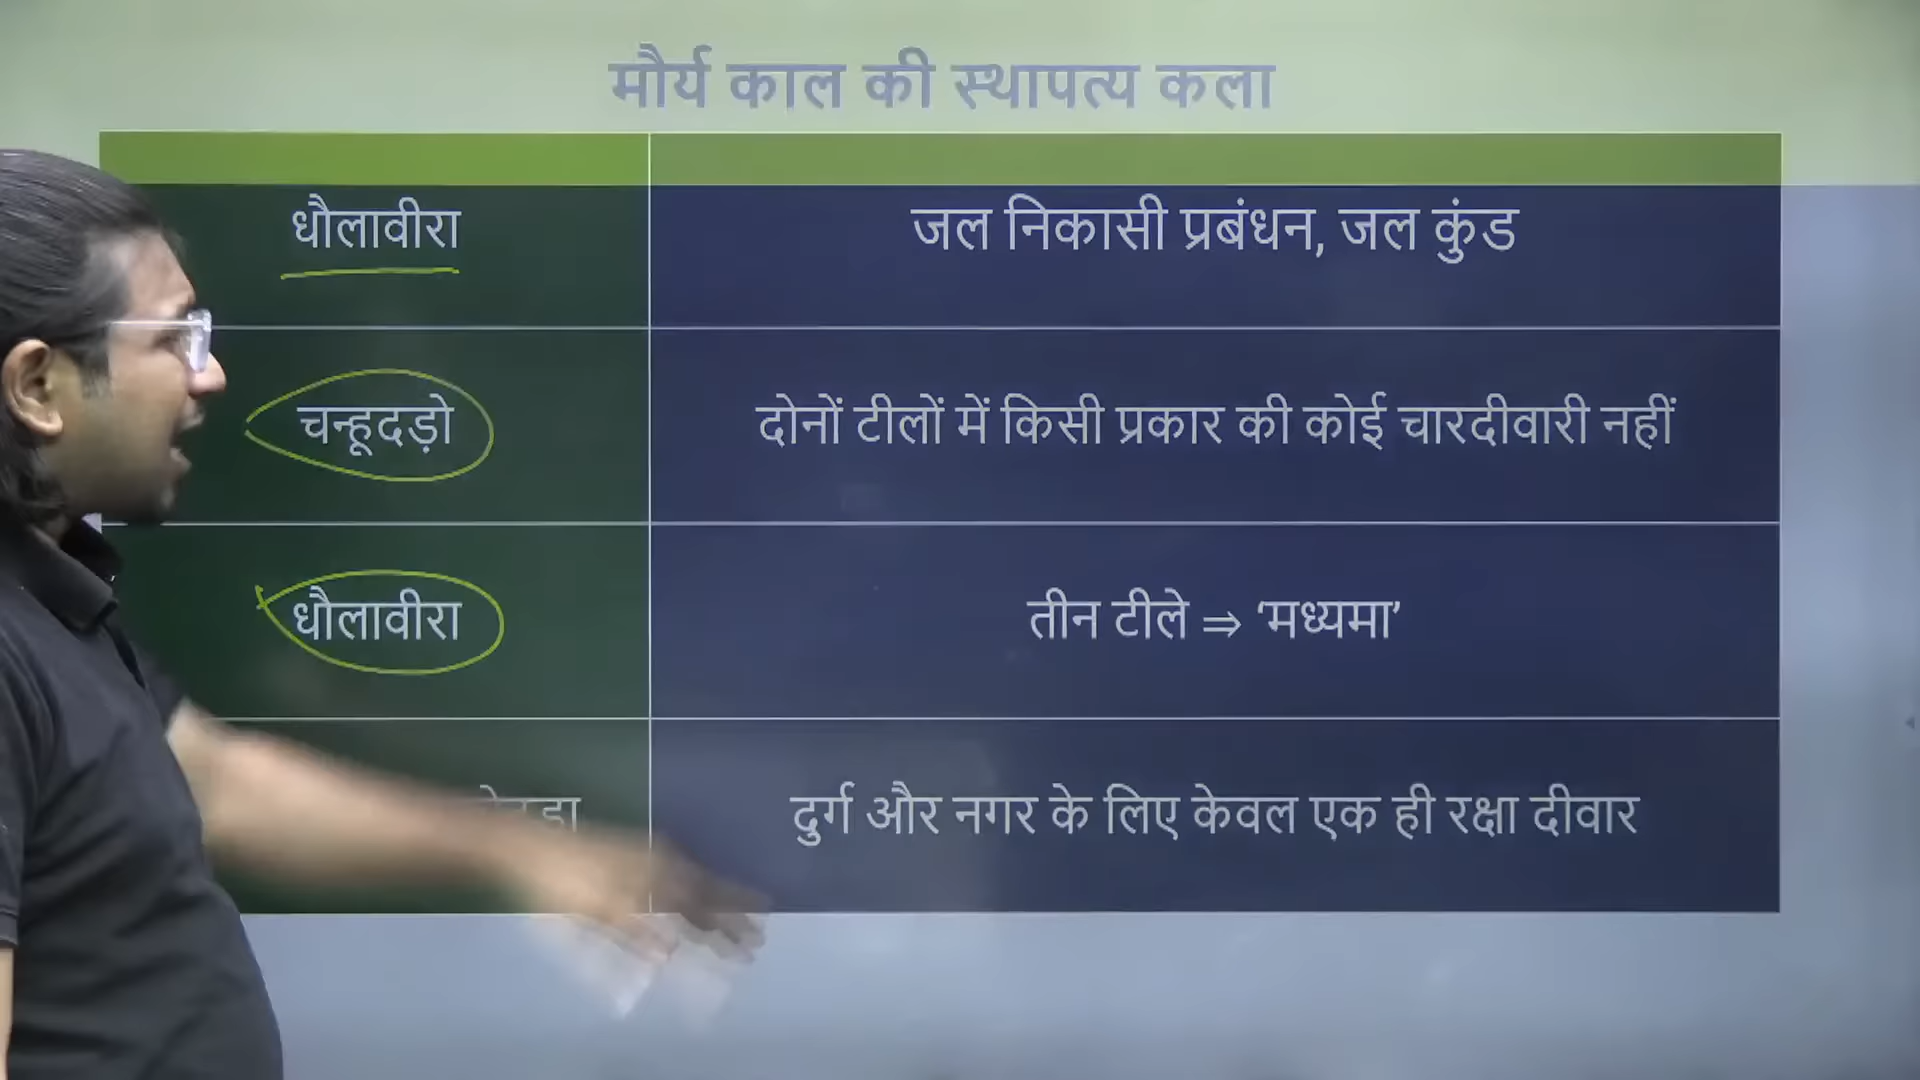 मौर्य काल की स्थापत्य कला
धौलावीरा
जल निकासी प्रबंधन, जल कुंड
चन्हूदड़ो
दोनों टीलों में किसी प्रकार की कोई चारदीवारी नहीं
धौलावीरा
तीन टीले ⇒ ‘मध्यमा’
दुर्ग और नगर के लिए केवल एक ही रक्षा दीवार